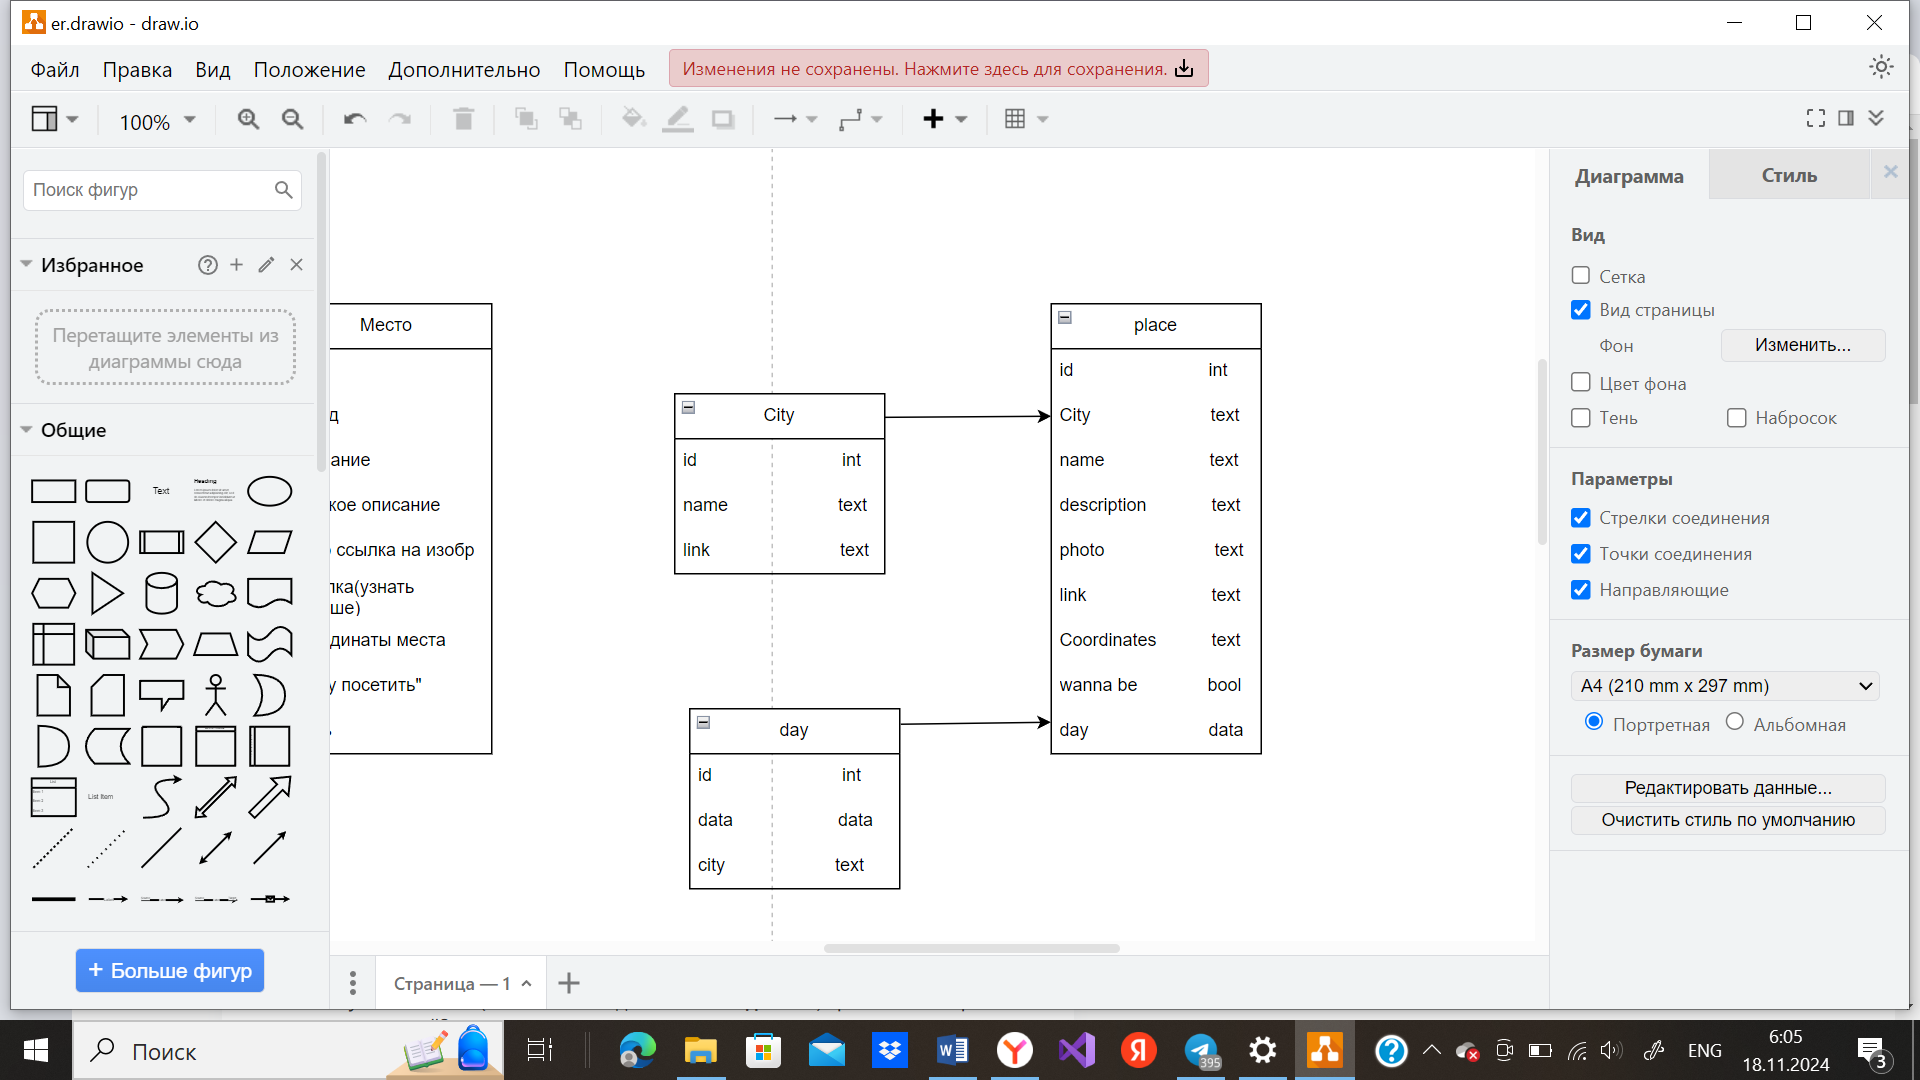 er.drawio - draw.io
Файл Правка Вид Положение Дополнительно Помощь
Изменения не сохранены. Нажмите здесь для сохранения.
100%
Поиск фигур
Избранное
Перетащите элементы из
диаграммы сюда
Общие
Text
Heading
List Item
+ Больше фигур
Место
д
ание
кое описание
ссылка на изобр
лка(узнать
ше)
динаты места
у посетить"
City
id int
name text
link text
day
id int
data data
city text
place
id int
City text
name text
description text
photo text
link text
Coordinates text
wanna be bool
day data
Страница — 1
Диаграмма
Стиль
Вид
Сетка
Вид страницы
Фон
Изменить...
Цвет фона
Тень
Набросок
Параметры
Стрелки соединения
Точки соединения
Направляющие
Размер бумаги
A4 (210 mm x 297 mm)
Портретная
Альбомная
Редактировать данные...
Очистить стиль по умолчанию
Поиск
395
ENG
6:05
18.11.2024
3